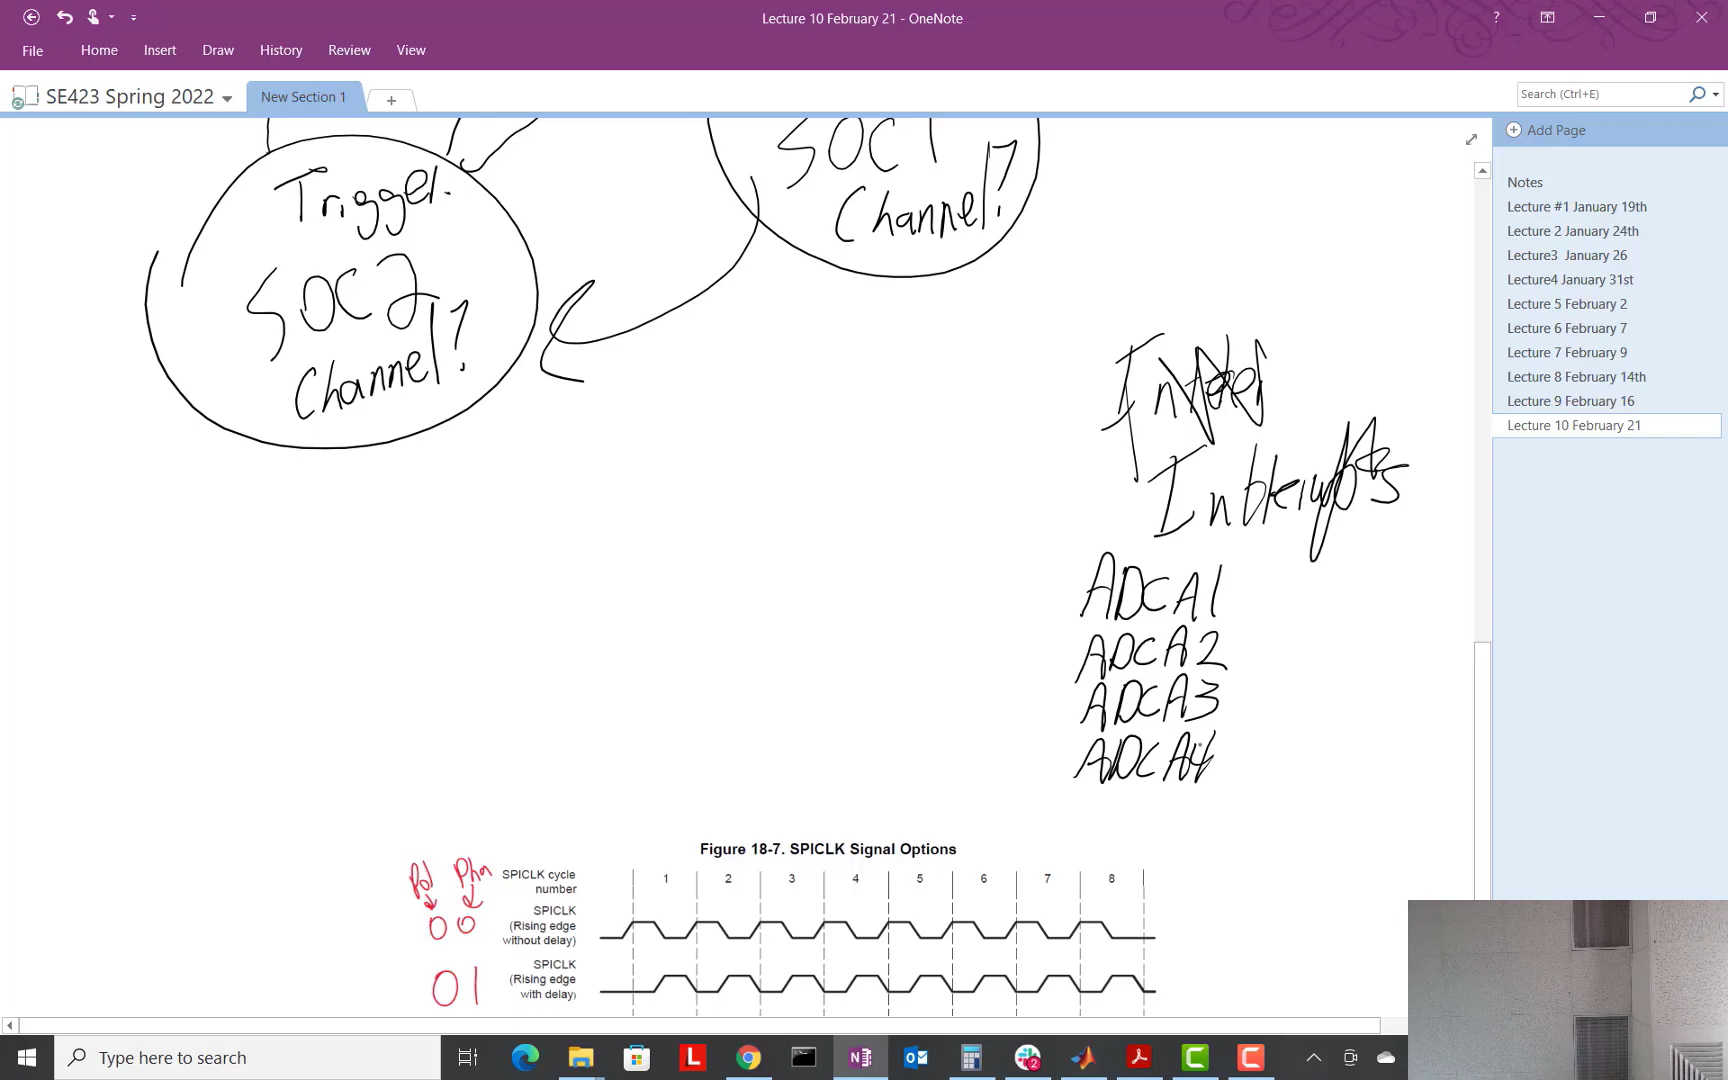 Lecture 10 February 21 - OneNote
File Home Insert Draw History Review View
SE423 Spring 2022 New Section 1
Search (Ctrl+E)
Add Page
Notes
Lecture #1 January 19th
Lecture 2 January 24th
Lecture3 January 26
Lecture4 January 31st
Lecture 5 February 2
Lecture 6 February 7
Lecture 7 February 9
Lecture 8 February 14th
Lecture 9 February 16
Lecture 10 February 21
SOC1
Channel?
Trigger.
SOC2
Channel?
Interrupts
ADCA1
ADCA2
ADCA3
ADCA4
Figure 18-7. SPICLK Signal Options
Pol Pha
SPICLK cycle
number
1 2 3 4 5 6 7 8
0 0
SPICLK
(Rising edge
without delay)
0 1
SPICLK
(Rising edge
with delay)
Type here to search
L
2